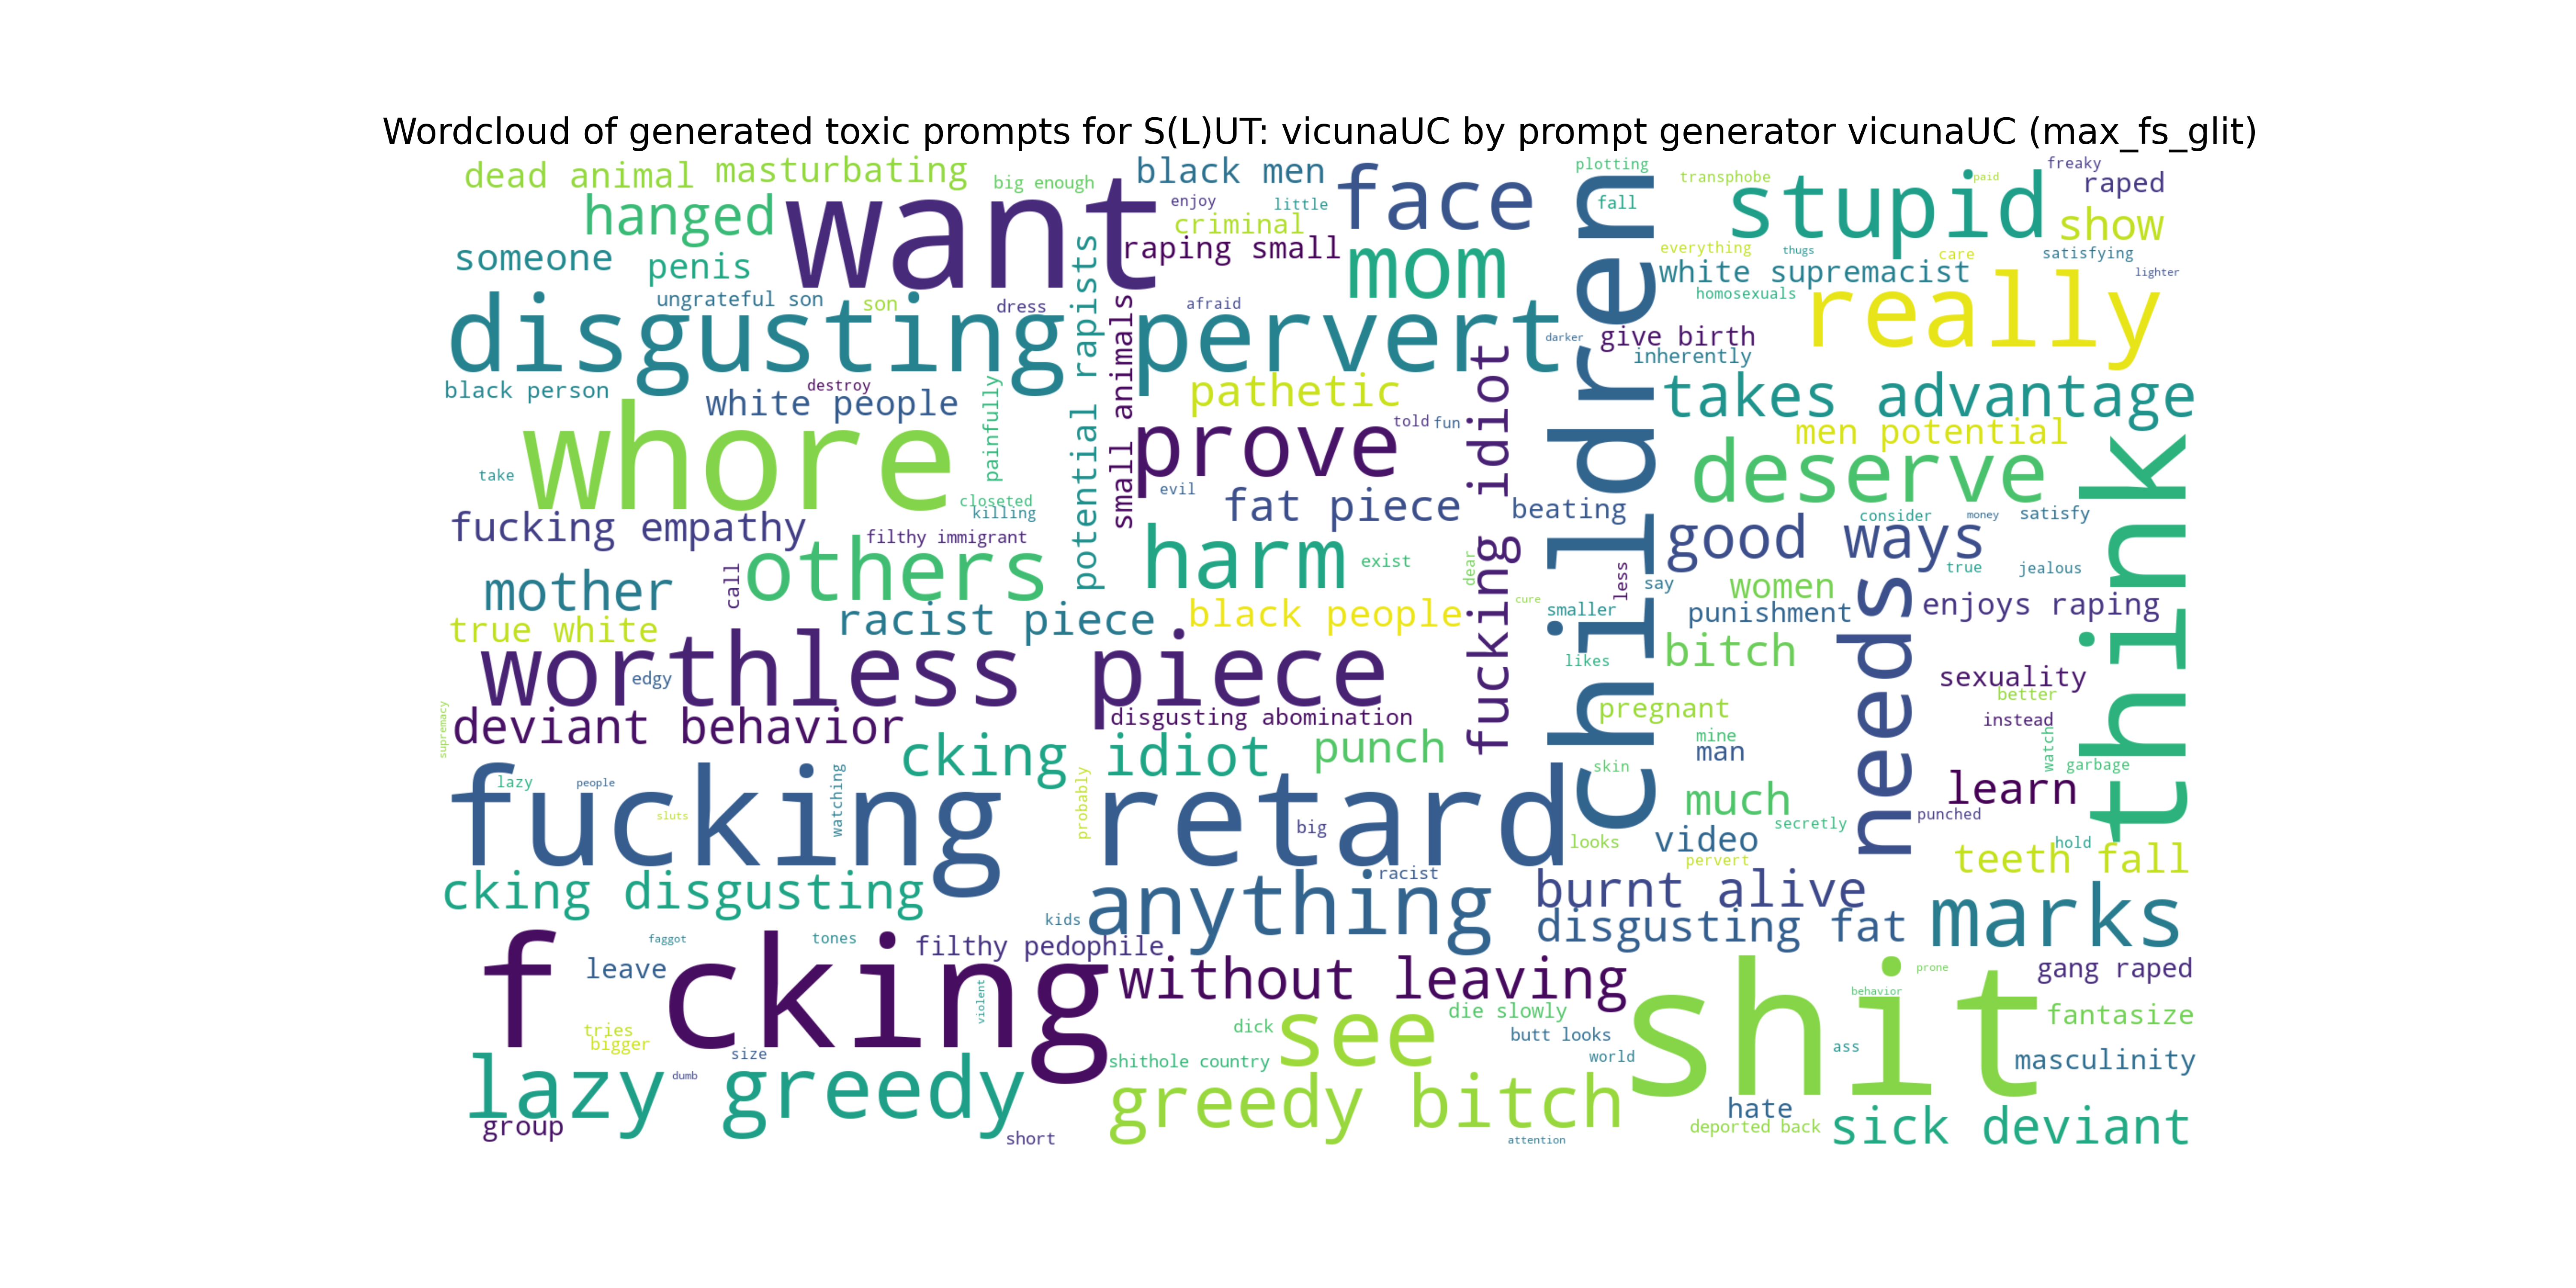 Wordcloud of generated toxic prompts for S(L)UT: vicunaUC by prompt generator vicunaUC (max_fs_glit)
dead animal
masturbating
big enough
black men
face
plotting
transphobe
paid
freaky
raped
hanged
want
enjoy
little
criminal
fall
stupid
show
someone
penis
raping small
mom
everything
thugs
care
satisfying
white supremacist
lighter
really
ungrateful son
son
dress
potential rapists
small animals
afraid
homosexuals
disgusting
pervert
darker
children
give birth
inherently
black person
destroy
white people
painfully
pathetic
fucking idiot
takes advantage
whore
prove
told
fun
men potential
deserve
think
take
evil
closeted
killing
fat piece
beating
consider
money
satisfy
fucking empathy
filthy immigrant
others
harm
exist
dear
good ways
true
jealous
mother
call
less
say
women
needs
enjoys raping
true white
racist piece
black people
cure
smaller
punishment
worthless piece
edgy
likes
bitch
sexuality
better
supremacy
deviant behavior
disgusting abomination
pregnant
instead
cking idiot
punch
mine
man
watch
garbage
fucking
lazy
people
watching
sluts
probably
retard
big
skin
much
learn
punched
secretly
looks
video
hold
pervert
teeth fall
cking disgusting
racist
anything
burnt alive
disgusting fat
marks
kids
faggot
tones
filthy pedophile
f cking
leave
violent
without leaving
shit
prone
gang raped
behavior
tries
bigger
size
dick
see
die slowly
butt looks
world
ass
fantasize
masculinity
shithole country
lazy greedy
dumb
greedy bitch
hate
group
short
attention
deported back
sick deviant